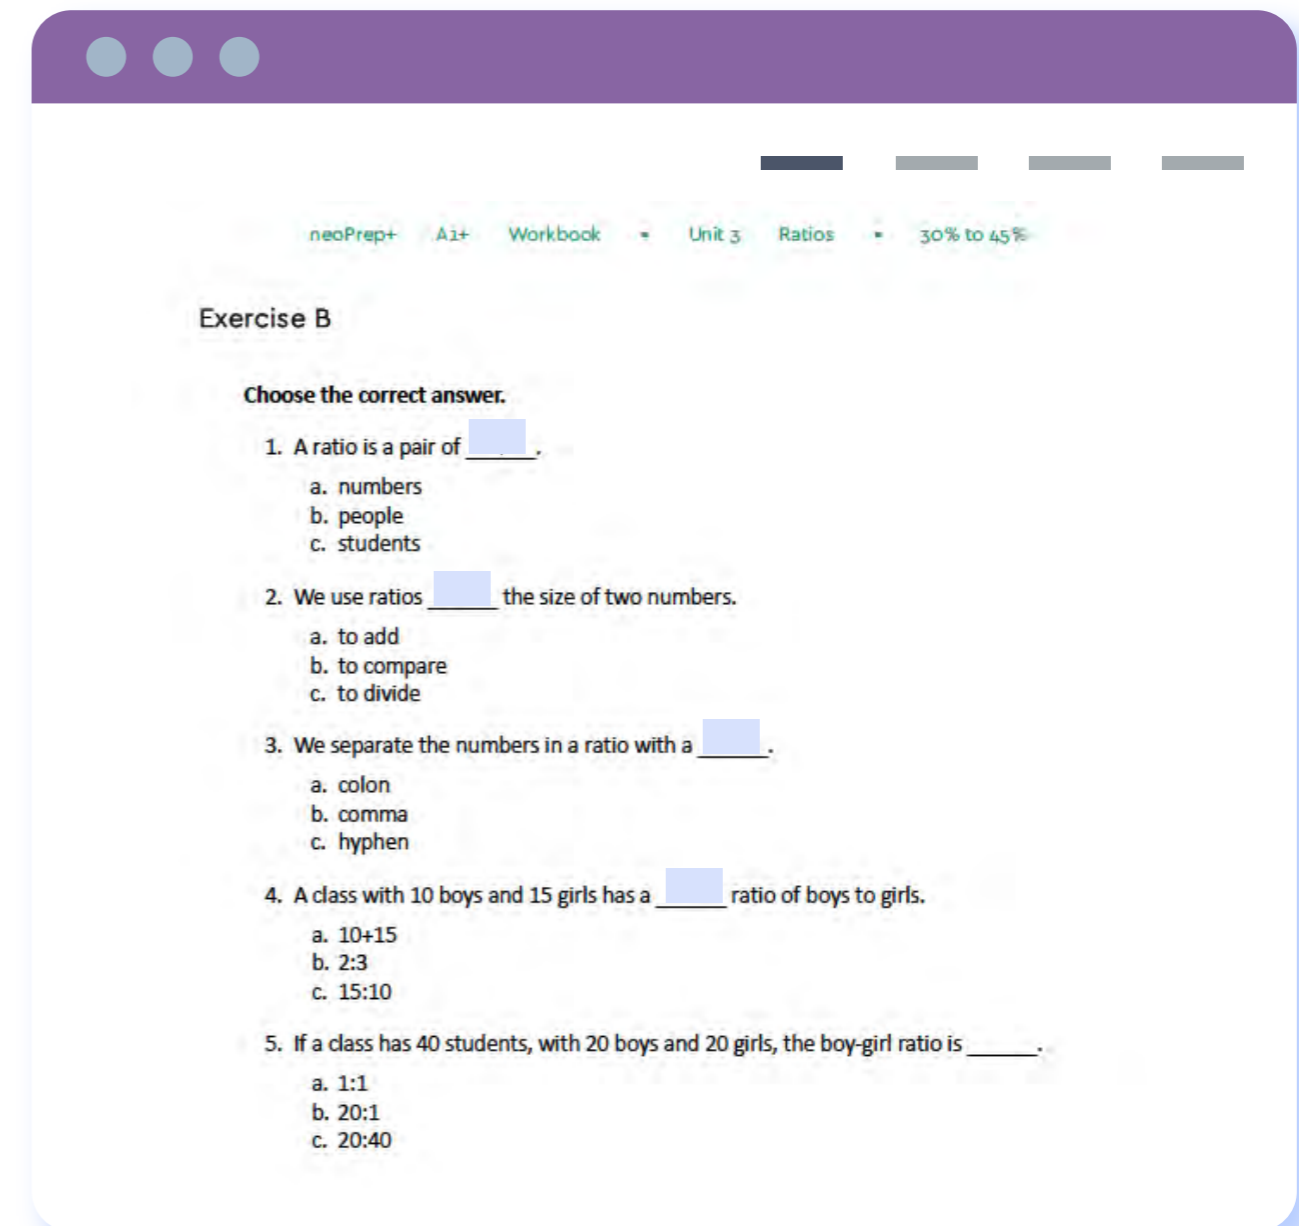 neoPrep+ A1+ Workbook • Unit 3 Ratios • 30% to 45%
Exercise B
Choose the correct answer.
1. A ratio is a pair of ______.
a. numbers
b. people
c. students
2. We use ratios ______ the size of two numbers.
a. to add
b. to compare
c. to divide
3. We separate the numbers in a ratio with a ______.
a. colon
b. comma
c. hyphen
4. A class with 10 boys and 15 girls has a ______ ratio of boys to girls.
a. 10+15
b. 2:3
c. 15:10
5. If a class has 40 students, with 20 boys and 20 girls, the boy-girl ratio is ______.
a. 1:1
b. 20:1
c. 20:40